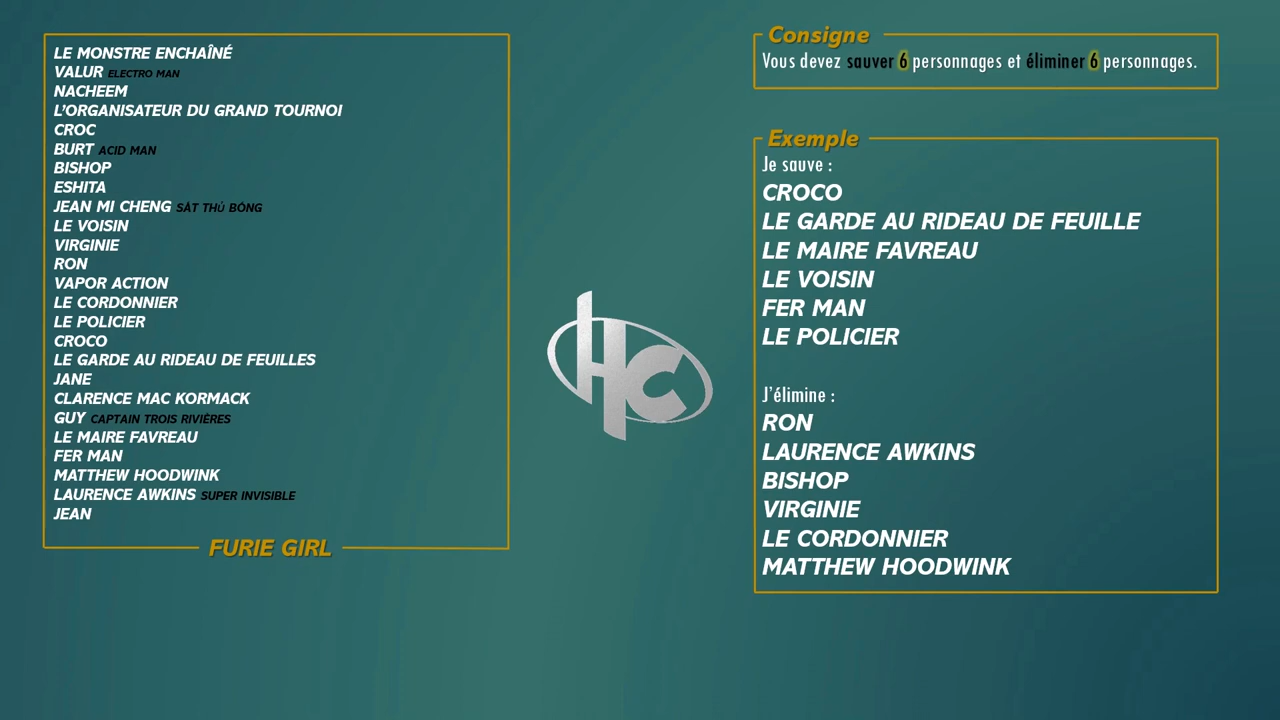 LE MONSTRE ENCHAÎNÉ
VALUR ELECTRO MAN
NACHEEM
L'ORGANISATEUR DU GRAND TOURNOI
CROC
BURT ACID MAN
BISHOP
ESHITA
JEAN MI CHENG SÁT THỦ BÓNG
LE VOISIN
VIRGINIE
RON
VAPOR ACTION
LE CORDONNIER
LE POLICIER
CROCO
LE GARDE AU RIDEAU DE FEUILLES
JANE
CLARENCE MAC KORMACK
GUY CAPTAIN TROIS RIVIÈRES
LE MAIRE FAVREAU
FER MAN
MATTHEW HOODWINK
LAURENCE AWKINS SUPER INVISIBLE
JEAN
FURIE GIRL
HC
Consigne
Vous devez sauver 6 personnages et éliminer 6 personnages.
Exemple
Je sauve :
CROCO
LE GARDE AU RIDEAU DE FEUILLE
LE MAIRE FAVREAU
LE VOISIN
FER MAN
LE POLICIER
J'élimine :
RON
LAURENCE AWKINS
BISHOP
VIRGINIE
LE CORDONNIER
MATTHEW HOODWINK